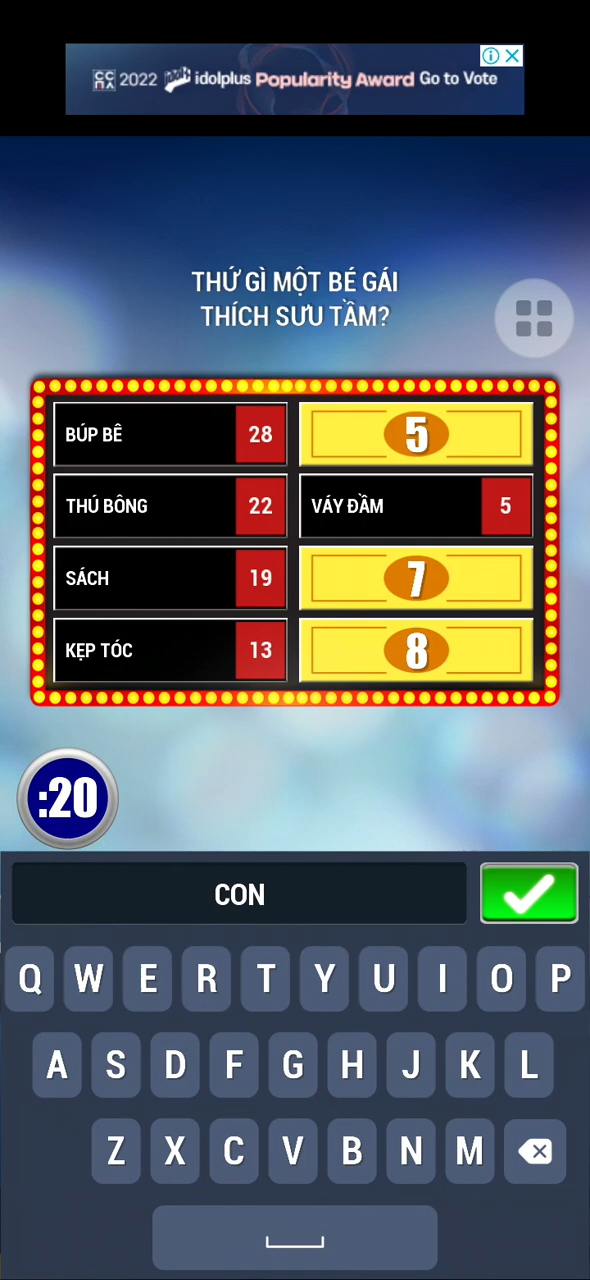 CCMA 2022 idolplus Popularity Award Go to Vote
THỨ GÌ MỘT BÉ GÁI
THÍCH SƯU TẦM?
BÚP BÊ 28
5
THÚ BÔNG 22
VÁY ĐẦM 5
SÁCH 19
7
KẸP TÓC 13
8
:20
CON
Q W E R T Y U I O P
A S D F G H J K L
Z X C V B N M